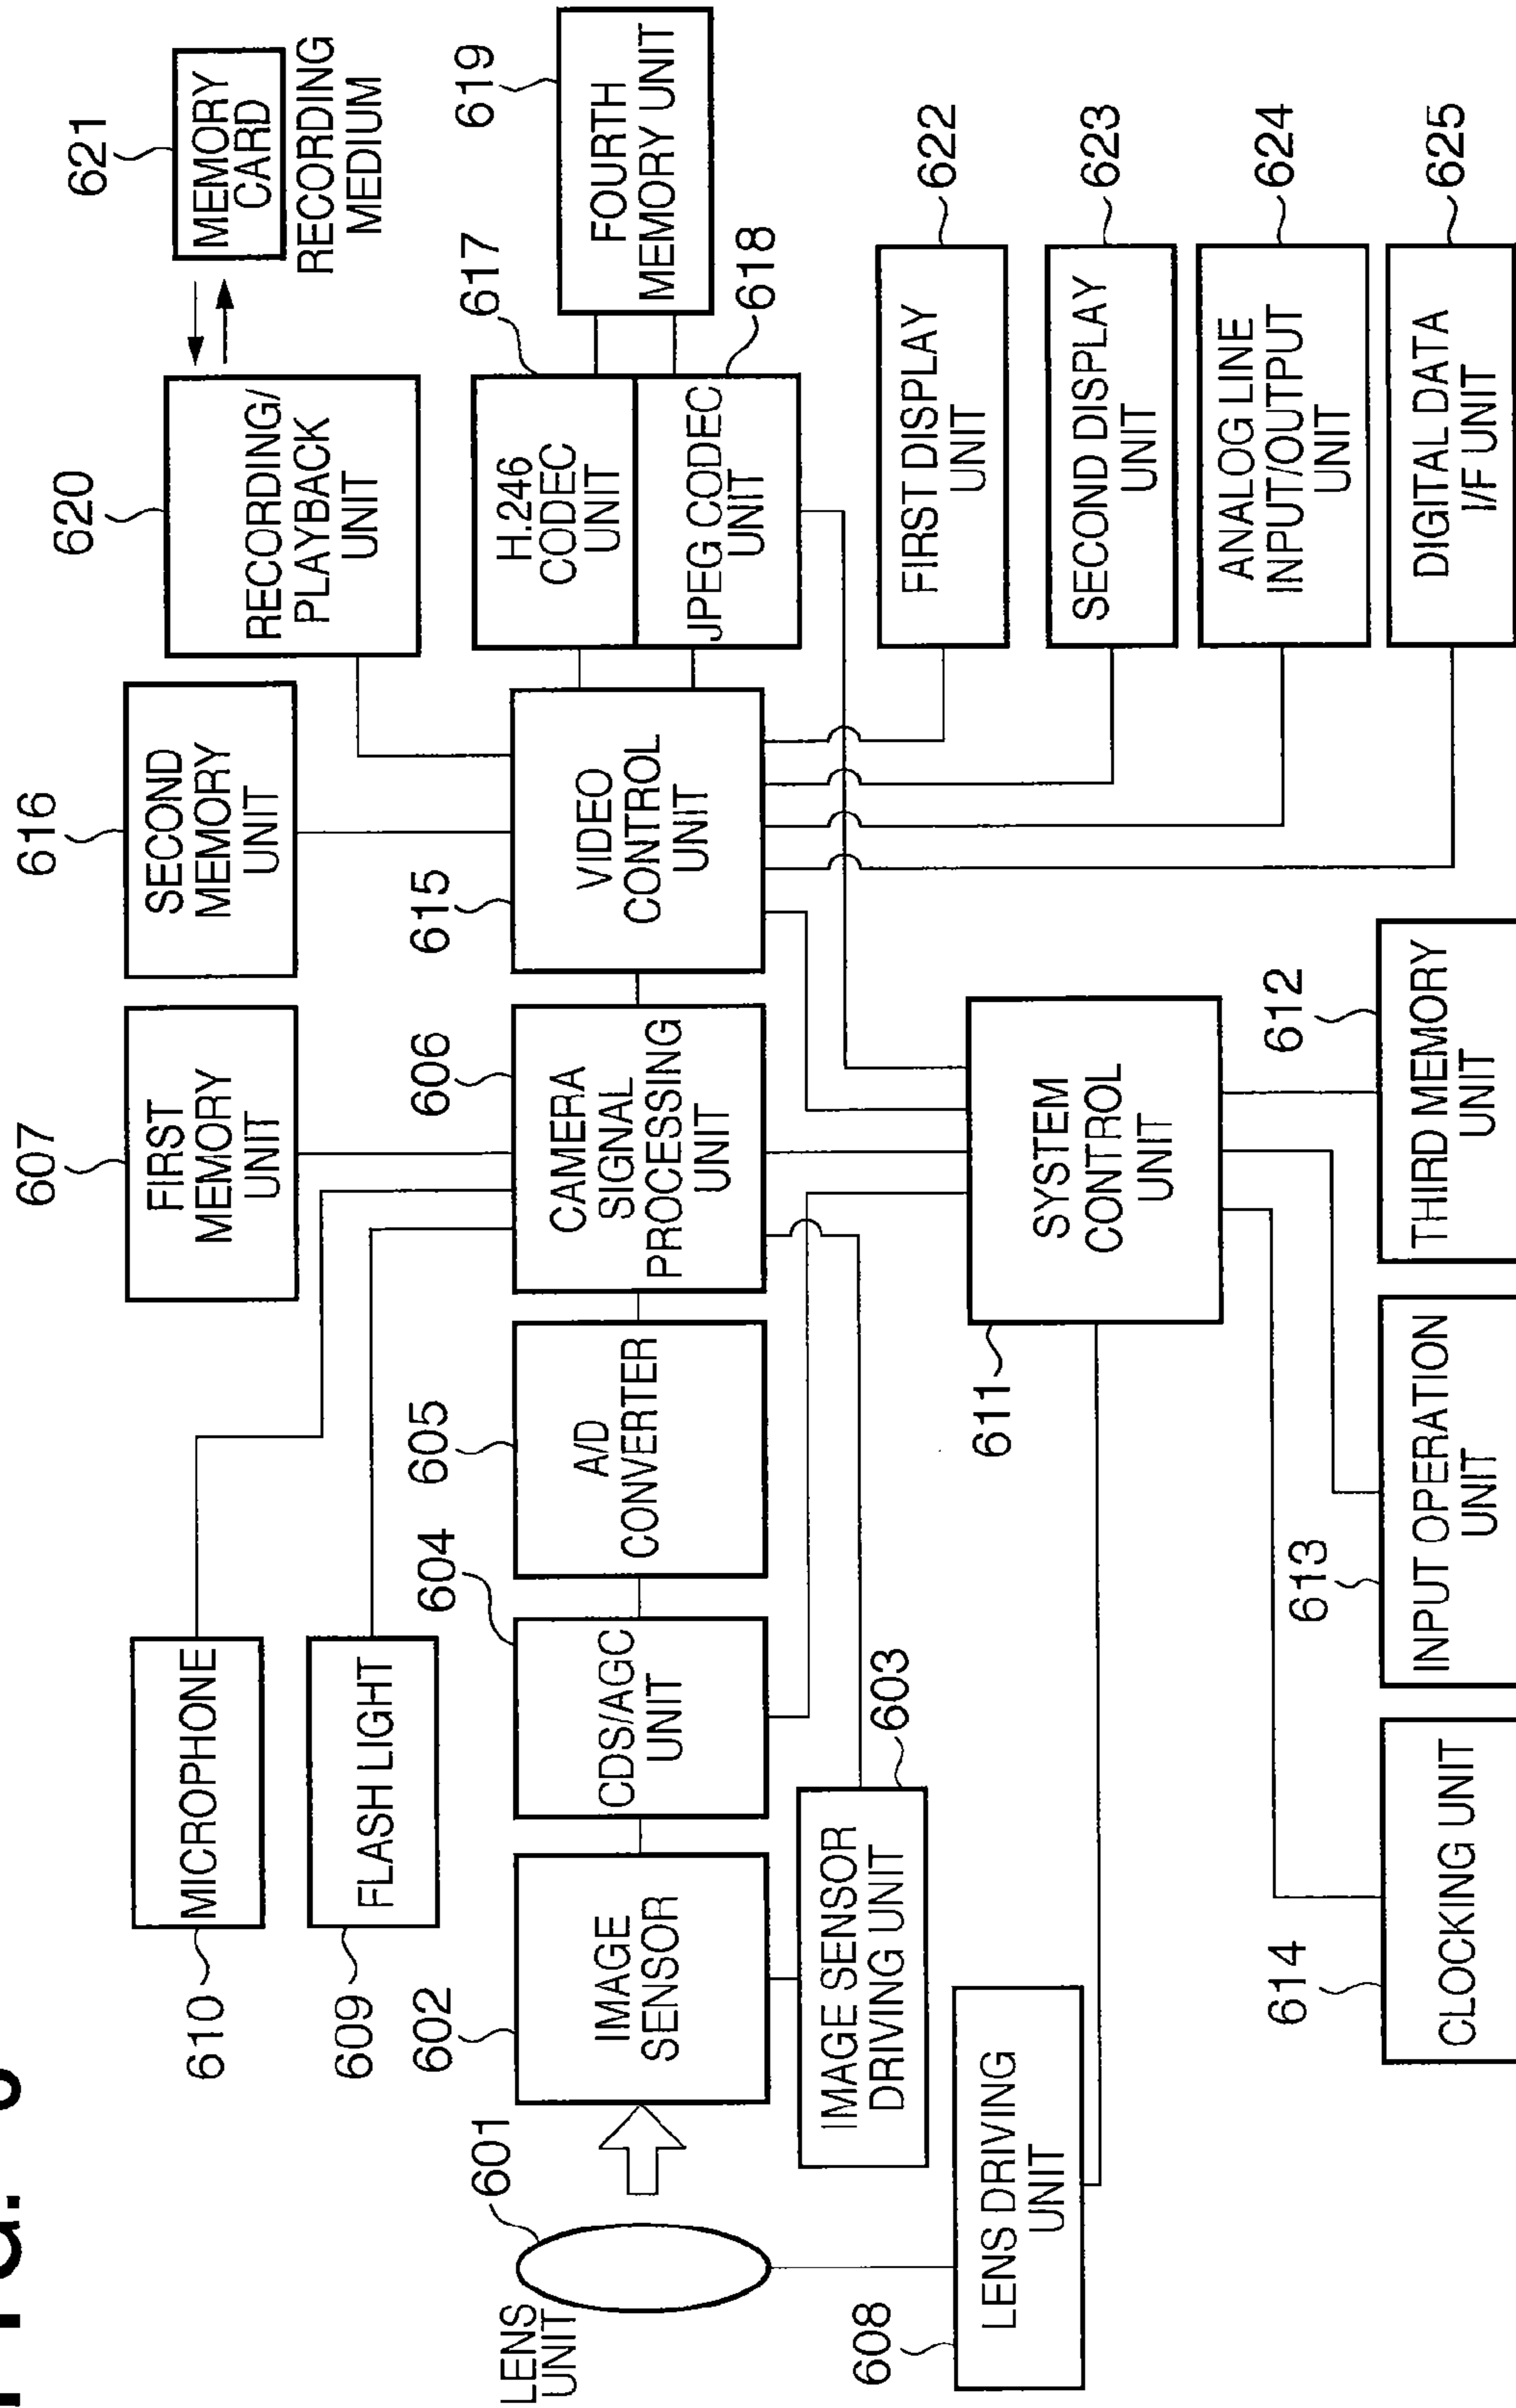 610
MICROPHONE
609
FLASH LIGHT
607
FIRST
MEMORY
UNIT
616
SECOND
MEMORY
UNIT
620
RECORDING/
PLAYBACK
UNIT
621
MEMORY
CARD
RECORDING
MEDIUM
LENS
UNIT
601
602
IMAGE
SENSOR
604
CDS/AGC
UNIT
605
A/D
CONVERTER
606
CAMERA
SIGNAL
PROCESSING
UNIT
615
VIDEO
CONTROL
UNIT
617
H.246
CODEC
UNIT
JPEG CODEC
UNIT
618
619
FOURTH
MEMORY UNIT
IMAGE SENSOR
DRIVING UNIT
603
608
LENS DRIVING
UNIT
611
SYSTEM
CONTROL
UNIT
FIRST DISPLAY
UNIT
622
SECOND DISPLAY
UNIT
623
ANALOG LINE
INPUT/OUTPUT
UNIT
624
DIGITAL DATA
I/F UNIT
625
614
CLOCKING UNIT
613
INPUT OPERATION
UNIT
612
THIRD MEMORY
UNIT